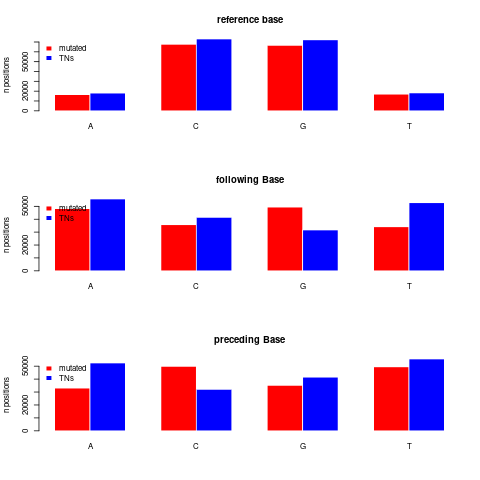 reference base
n positions
0
20000
50000
mutated
TNs
A C G T
following Base
n positions
0
20000
50000
mutated
TNs
A C G T
preceding Base
n positions
0
20000
50000
mutated
TNs
A C G T